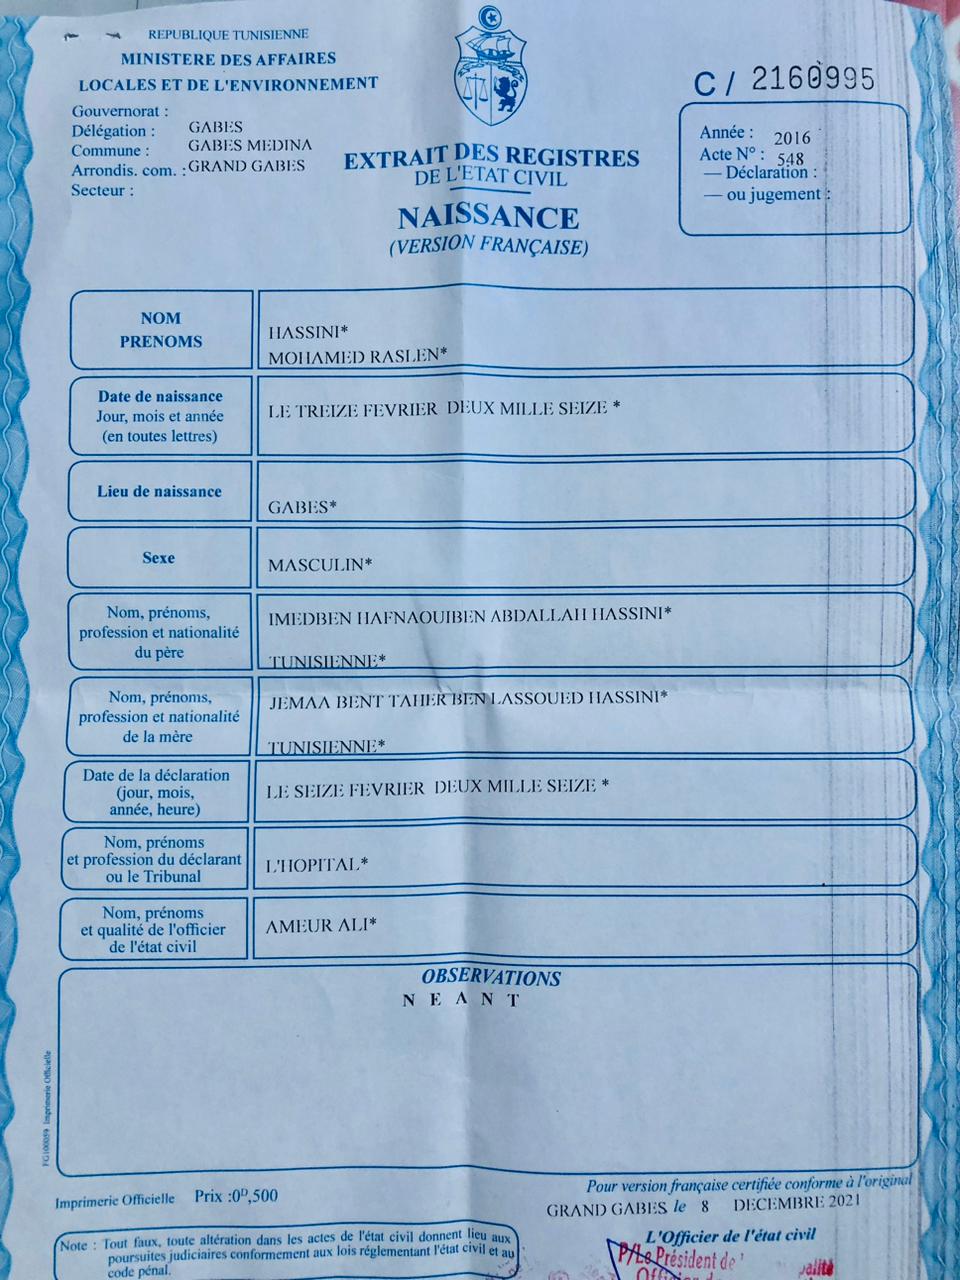 REPUBLIQUE TUNISIENNE
MINISTERE DES AFFAIRES
LOCALES ET DE L'ENVIRONNEMENT
C / 2160995
Gouvernorat :
Délégation : GABES
Commune : GABES MEDINA
Arrondis. com. : GRAND GABES
Secteur :
EXTRAIT DES REGISTRES
DE L'ETAT CIVIL
NAISSANCE
(VERSION FRANÇAISE)
Année : 2016
Acte N° : 548
— Déclaration :
— ou jugement :
NOM
PRENOMS
HASSINI*
MOHAMED RASLEN*
Date de naissance
Jour, mois et année
(en toutes lettres)
LE TREIZE FEVRIER DEUX MILLE SEIZE *
Lieu de naissance
GABES*
Sexe
MASCULIN*
Nom, prénoms,
profession et nationalité
du père
IMEDBEN HAFNAOUIBEN ABDALLAH HASSINI*
TUNISIENNE*
Nom, prénoms,
profession et nationalité
de la mère
JEMAA BENT TAHER BEN LASSOUED HASSINI*
TUNISIENNE*
Date de la déclaration
(jour, mois,
année, heure)
LE SEIZE FEVRIER DEUX MILLE SEIZE *
Nom, prénoms
et profession du déclarant
ou le Tribunal
L'HOPITAL*
Nom, prénoms
et qualité de l'officier
de l'état civil
AMEUR ALI*
OBSERVATIONS
N E A N T
Imprimerie Officielle
Imprimerie Officielle Prix :0ᴰ,500
Pour version française certifiée conforme à l'original
GRAND GABES le 8 DECEMBRE 2021
L'Officier de l'état civil
Note : Tout faux, toute altération dans les actes de l'état civil donnent lieu aux
poursuites judiciaires conformement aux lois réglementant l'état civil et au
code pénal.
P/Le Président de